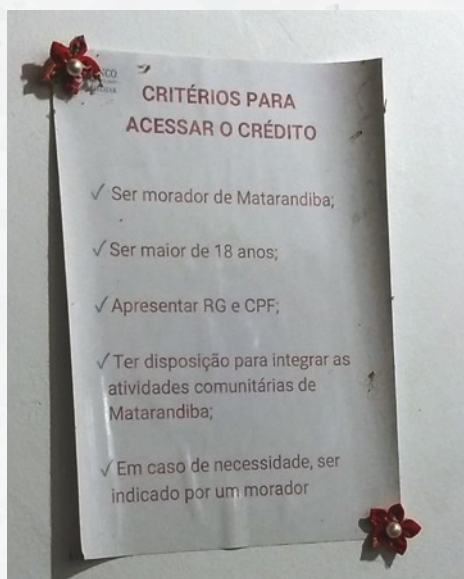 CRITÉRIOS PARA
ACESSAR O CRÉDITO
✓ Ser morador de Matarandiba;
✓ Ser maior de 18 anos;
✓ Apresentar RG e CPF;
✓ Ter disposição para integrar as
atividades comunitárias de
Matarandiba;
✓ Em caso de necessidade, ser
indicado por um morador